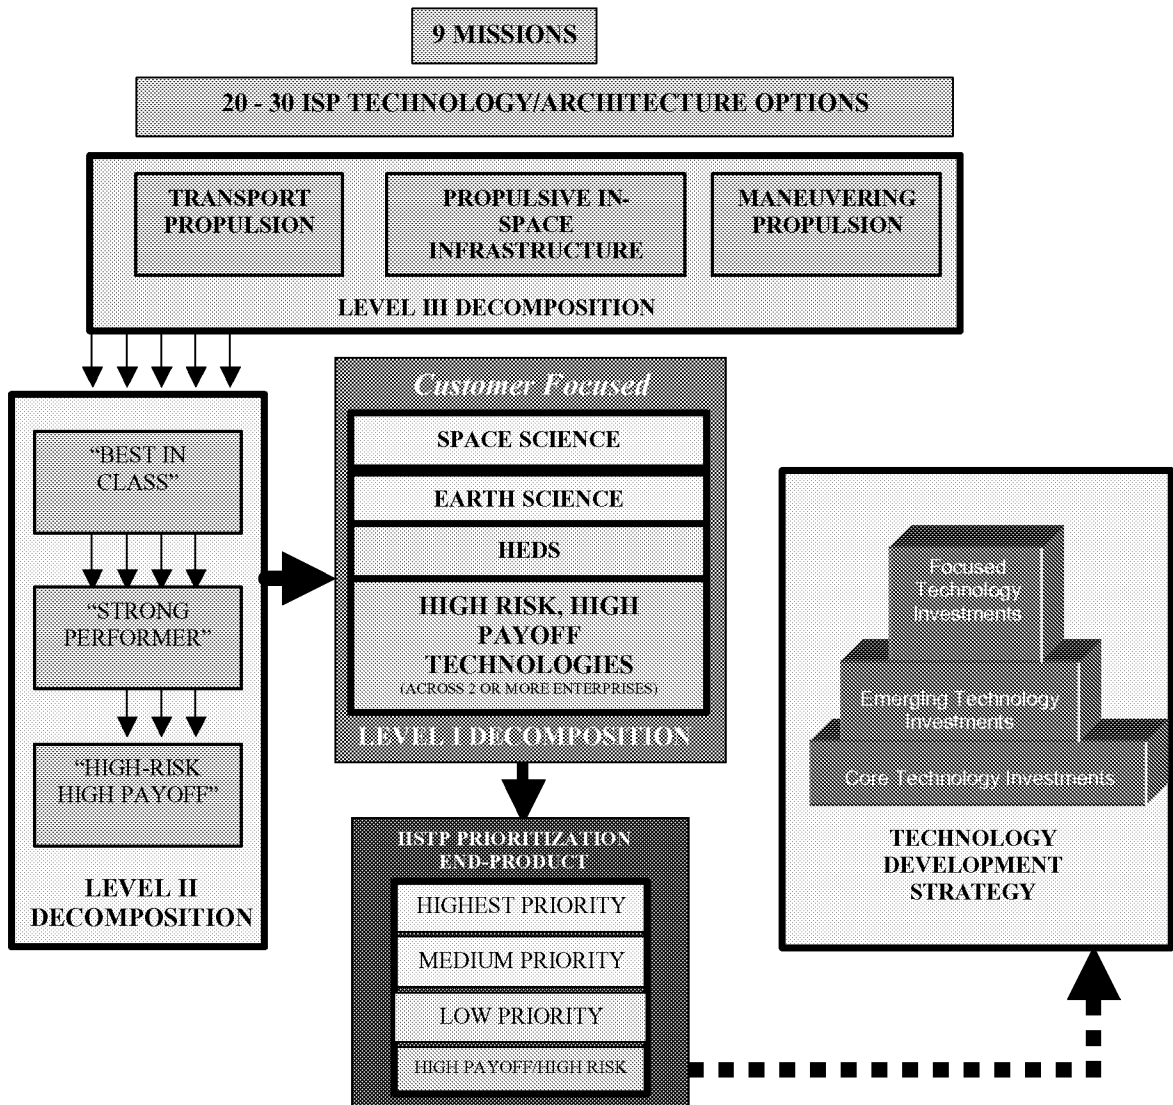 9 MISSIONS
20 - 30 ISP TECHNOLOGY/ARCHITECTURE OPTIONS
TRANSPORT
PROPULSION
PROPULSIVE IN-
SPACE
INFRASTRUCTURE
MANEUVERING
PROPULSION
LEVEL III DECOMPOSITION
“BEST IN
CLASS”
“STRONG
PERFORMER”
“HIGH-RISK
HIGH PAYOFF”
LEVEL II
DECOMPOSITION
Customer Focused
SPACE SCIENCE
EARTH SCIENCE
HEDS
HIGH RISK, HIGH
PAYOFF
TECHNOLOGIES
(ACROSS 2 OR MORE ENTERPRISES)
LEVEL I DECOMPOSITION
IISTP PRIORITIZATION
END-PRODUCT
HIGHEST PRIORITY
MEDIUM PRIORITY
LOW PRIORITY
HIGH PAYOFF/HIGH RISK
Focused
Technology
Investments
Emerging Technology
Investments
Core Technology Investments
TECHNOLOGY
DEVELOPMENT
STRATEGY